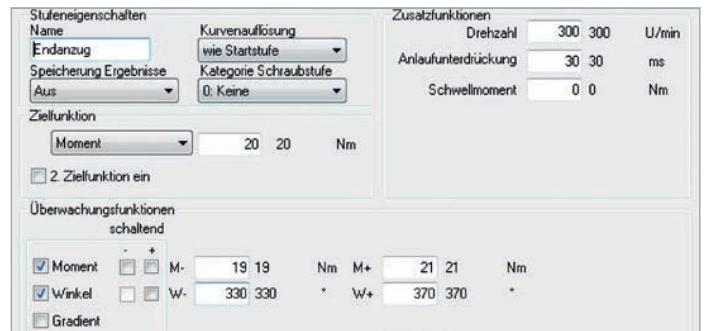 Stufeneigenschaften
Name
Kurvenauflösung
Endanzug
wie Startstufe
Speicherung Ergebnisse
Kategorie Schraubstufe
Aus
0: Keine
Zusatzfunktionen
Drehzahl 300 300 U/min
Anlaufunterdrückung 30 30 ms
Schwellmoment 0 0 Nm
Zielfunktion
Moment 20 20 Nm
2. Zielfunktion ein
Überwachungsfunktionen
schaltend
- +
Moment M- 19 19 Nm M+ 21 21 Nm
Winkel W- 330 330 ° W+ 370 370 °
Gradient